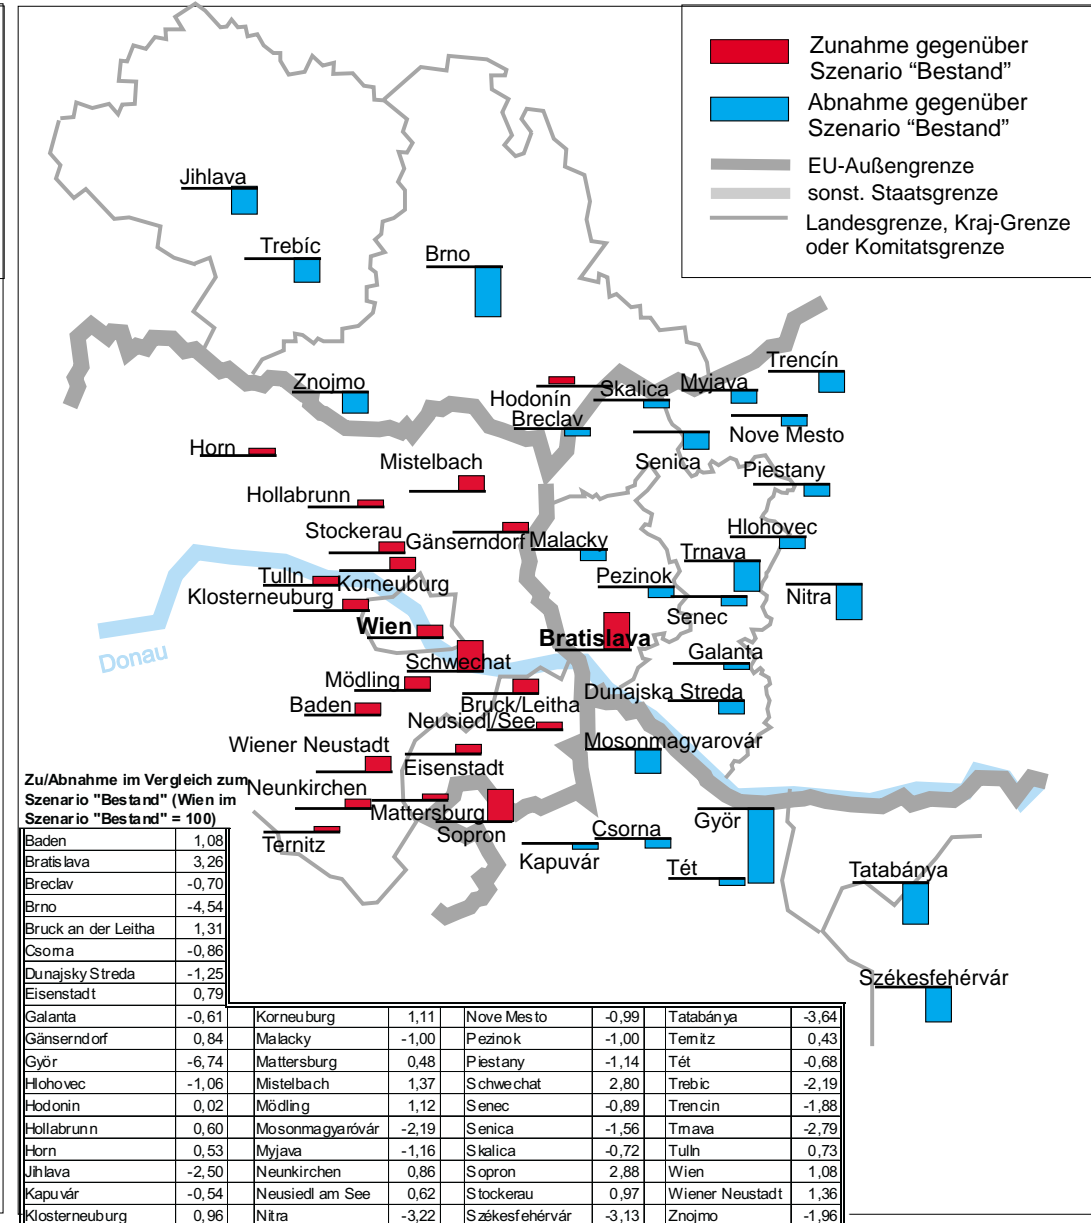 Zunahme gegenüber
Szenario “Bestand”
Abnahme gegenüber
Szenario “Bestand”
EU-Außengrenze
sonst. Staatsgrenze
Landesgrenze, Kraj-Grenze
oder Komitatsgrenze
Jihlava
Trebíc
Brno
Znojmo
Hodonín
Skalica
Myjava
Trencín
Breclav
Nove Mesto
Senica
Horn
Mistelbach
Piestany
Hollabrunn
Stockerau
Gänserndorf
Malacky
Hlohovec
Trnava
Tulln
Korneuburg
Pezinok
Klosterneuburg
Senec
Nitra
Wien
Bratislava
Donau
Schwechat
Galanta
Mödling
Baden
Bruck/Leitha
Dunajska Streda
Neusiedl/See
Wiener Neustadt
Eisenstadt
Mosonmagyarovár
Neunkirchen
Mattersburg
Sopron
Ternitz
Csorna
Györ
Kapuvár
Tét
Tatabánya
Székesfehérvár
Zu/Abnahme im Vergleich zum
Szenario "Bestand" (Wien im
Szenario "Bestand" = 100)
Baden 1,08
Bratislava 3,26
Breclav -0,70
Brno -4,54
Bruck an der Leitha 1,31
Csorna -0,86
Dunajsky Streda -1,25
Eisenstadt 0,79
Galanta -0,61 Korneuburg 1,11 Nove Mesto -0,99 Tatabánya -3,64
Gänserndorf 0,84 Malacky -1,00 Pezinok -1,00 Ternitz 0,43
Györ -6,74 Mattersburg 0,48 Piestany -1,14 Tét -0,68
Hlohovec -1,06 Mistelbach 1,37 Schwechat 2,80 Trebic -2,19
Hodonin 0,02 Mödling 1,12 Senec -0,89 Trencin -1,88
Hollabrunn 0,60 Mosonmagyaróvár -2,19 Senica -1,56 Trnava -2,79
Horn 0,53 Myjava -1,16 Skalica -0,72 Tulln 0,73
Jihlava -2,50 Neunkirchen 0,86 Sopron 2,88 Wien 1,08
Kapuvár -0,54 Neusiedl am See 0,62 Stockerau 0,97 Wiener Neustadt 1,36
Klosterneuburg 0,96 Nitra -3,22 Székesfehérvár -3,13 Znojmo -1,96